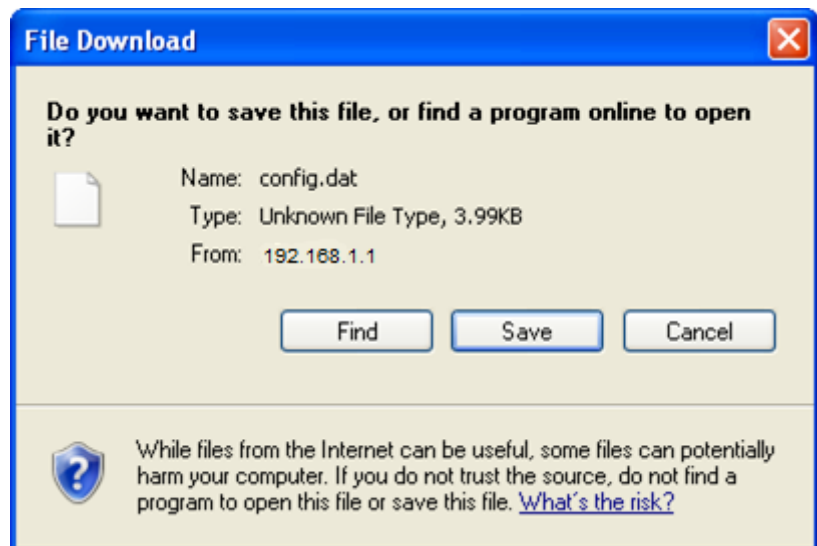 File Download
Do you want to save this file, or find a program online to open
it?
Name: config.dat
Type: Unknown File Type, 3.99KB
From: 192.168.1.1
Find Save Cancel
While files from the Internet can be useful, some files can potentially
harm your computer. If you do not trust the source, do not find a
program to open this file or save this file. What's the risk?